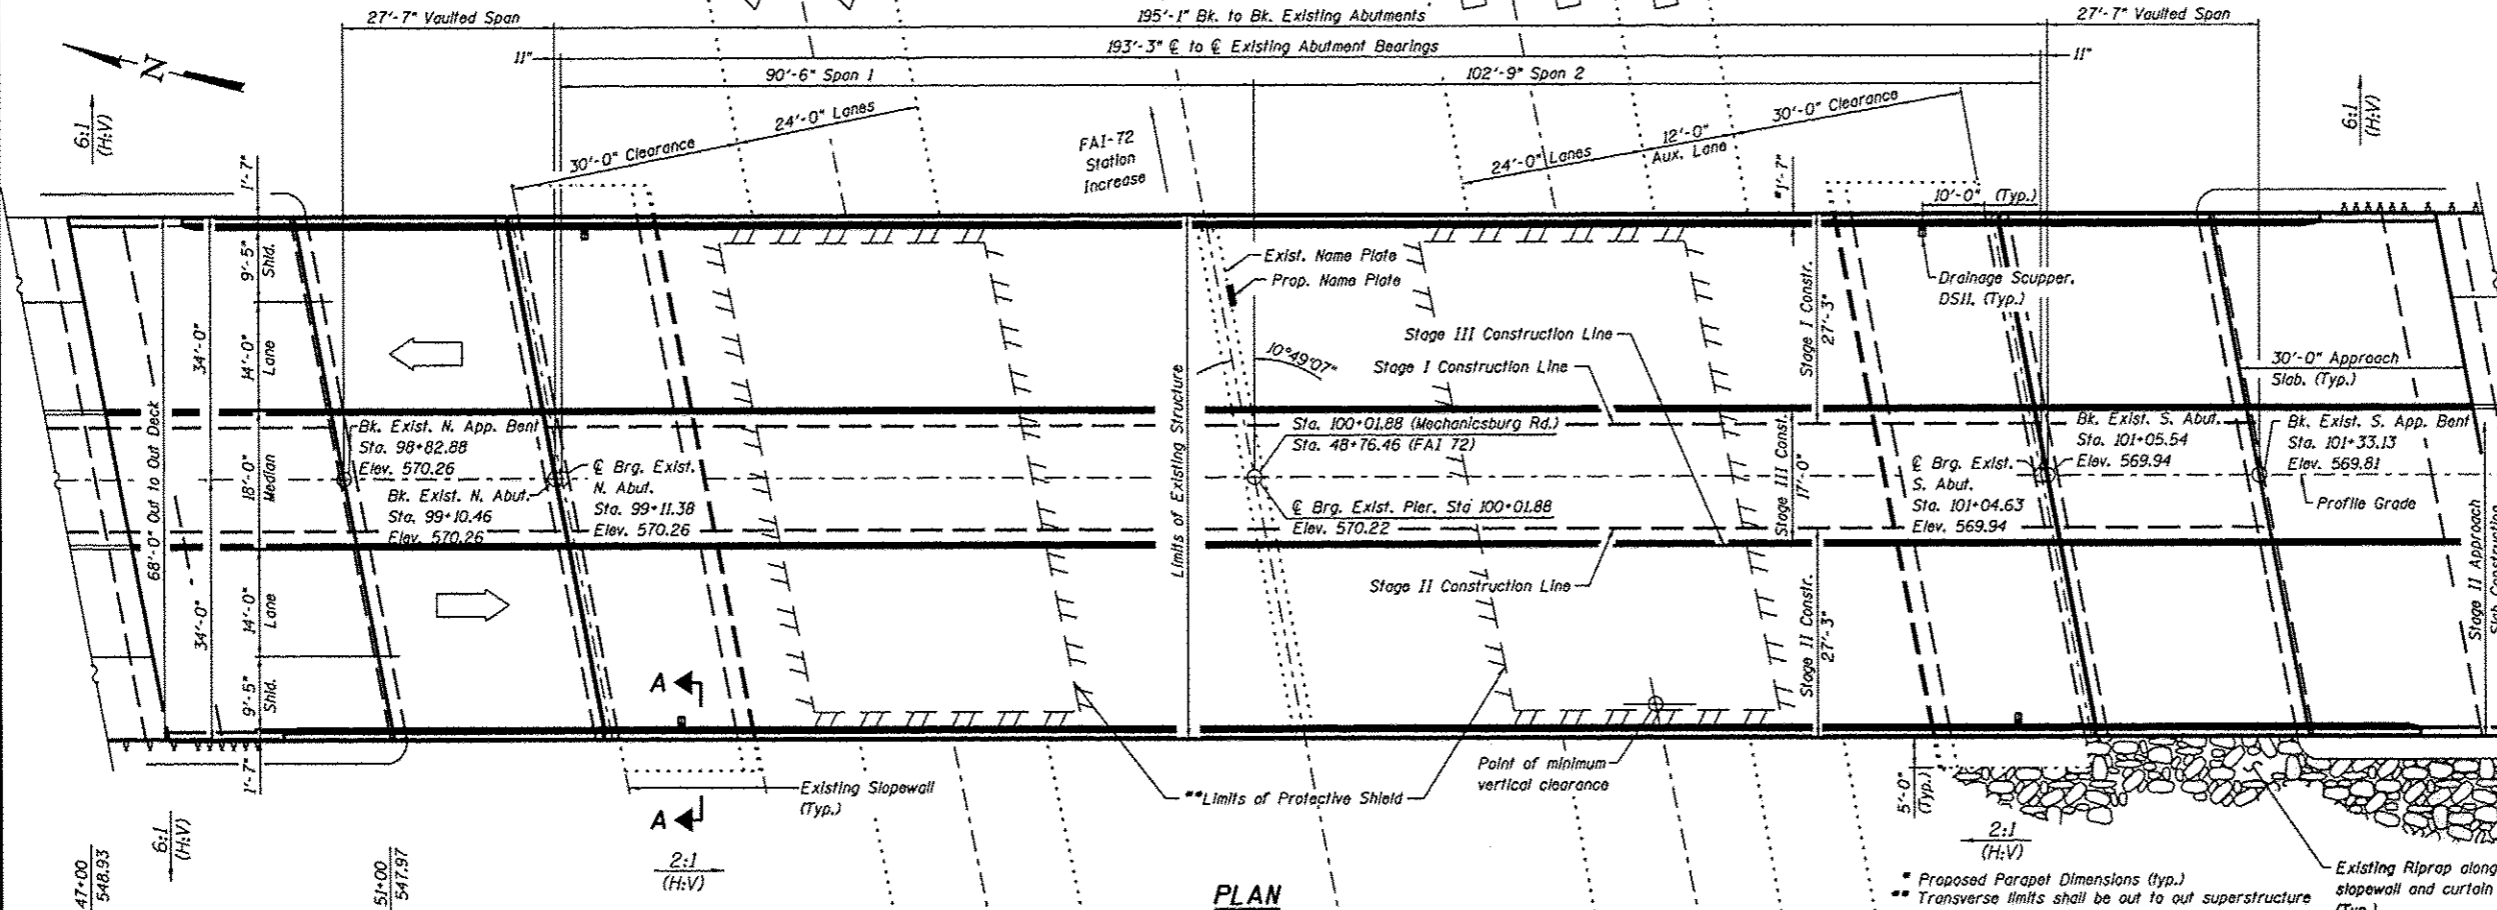 27'-7" Vaulted Span
195'-1" Bk. to Bk. Existing Abutments
27'-7" Vaulted Span
11"
193'-3" ℄ to ℄ Existing Abutment Bearings
11"
90'-6" Span 1
102'-9" Span 2
N
6:1
(H:V)
30'-0" Clearance
24'-0" Lanes
FAI-72
Station
Increase
24'-0" Lanes
12'-0"
Aux. Lane
30'-0" Clearance
6:1
(H:V)
1'-7"
*1'-7"
10'-0" (Typ.)
9'-5"
Shld.
Exist. Name Plate
Prop. Name Plate
Drainage Scupper,
DS11, (Typ.)
Stage I Constr.
27'-3"
34'-0"
14'-0"
Lane
Limits of Existing Structure
10°49'07"
Stage III Construction Line
Stage I Construction Line
30'-0" Approach
Slab, (Typ.)
68'-0" Out to Out Deck
Bk. Exist. N. App. Bent
Sta. 98+82.88
Elev. 570.26
18'-0"
Median
Bk. Exist. N. Abut.
Sta. 99+10.46
Elev. 570.26
℄ Brg. Exist.
N. Abut.
Sta. 99+11.38
Elev. 570.26
Sta. 100+01.88 (Mechanicsburg Rd.)
Sta. 48+76.46 (FAI 72)
℄ Brg. Exist. Pier, Sta 100+01.88
Elev. 570.22
Stage III Const.
17'-0"
℄ Brg. Exist.
S. Abut.
Sta. 101+04.63
Elev. 569.94
Bk. Exist. S. Abut.
Sta. 101+05.54
Elev. 569.94
Bk. Exist. S. App. Bent
Sta. 101+33.13
Elev. 569.81
Profile Grade
34'-0"
14'-0"
Lane
Stage II Construction Line
Stage II Constr.
27'-3"
Stage II Approach
Slab Construction
9'-5"
Shld.
A
A
1'-7"
Existing Slopewall
(Typ.)
**Limits of Protective Shield
Point of minimum
vertical clearance
5'-0"
(Typ.)
6:1
(H:V)
2:1
(H:V)
2:1
(H:V)
47+00
548.93
51+00
547.97
PLAN
* Proposed Parapet Dimensions (typ.)
** Transverse limits shall be out to out superstructure
Existing Riprap along
slopewall and curtain
(Typ.)